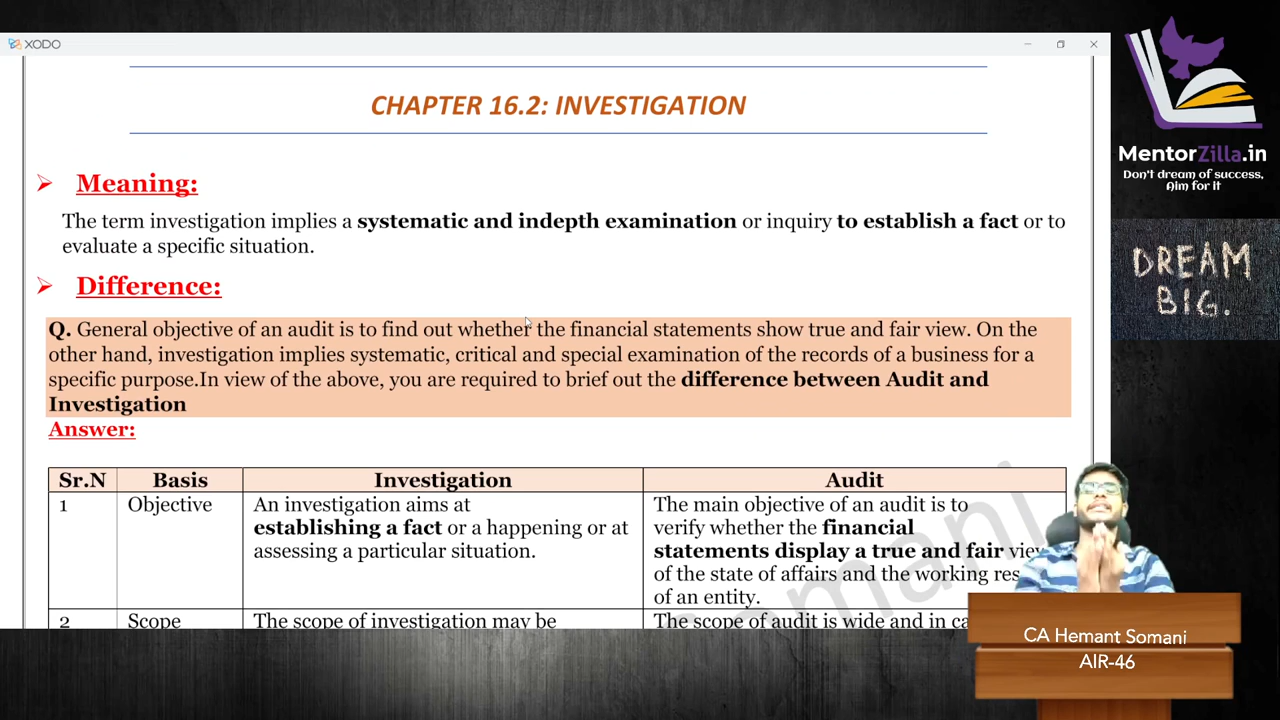 XODO
CHAPTER 16.2: INVESTIGATION
➢ Meaning:
The term investigation implies a systematic and indepth examination or inquiry to establish a fact or to
evaluate a specific situation.
➢ Difference:
Q. General objective of an audit is to find out whether the financial statements show true and fair view. On the
other hand, investigation implies systematic, critical and special examination of the records of a business for a
specific purpose.In view of the above, you are required to brief out the difference between Audit and
Investigation
Answer:
Sr.N Basis Investigation Audit
1 Objective An investigation aims at
establishing a fact or a happening or at
assessing a particular situation.
The main objective of an audit is to
verify whether the financial
statements display a true and fair view
of the state of affairs and the working res
of an entity.
2 Scope The scope of investigation may be
The scope of audit is wide and in ca
Somani
MentorZilla.in
Don't dream of success,
Aim for it
DREAM
BIG.
CA Hemant Somani
AIR-46